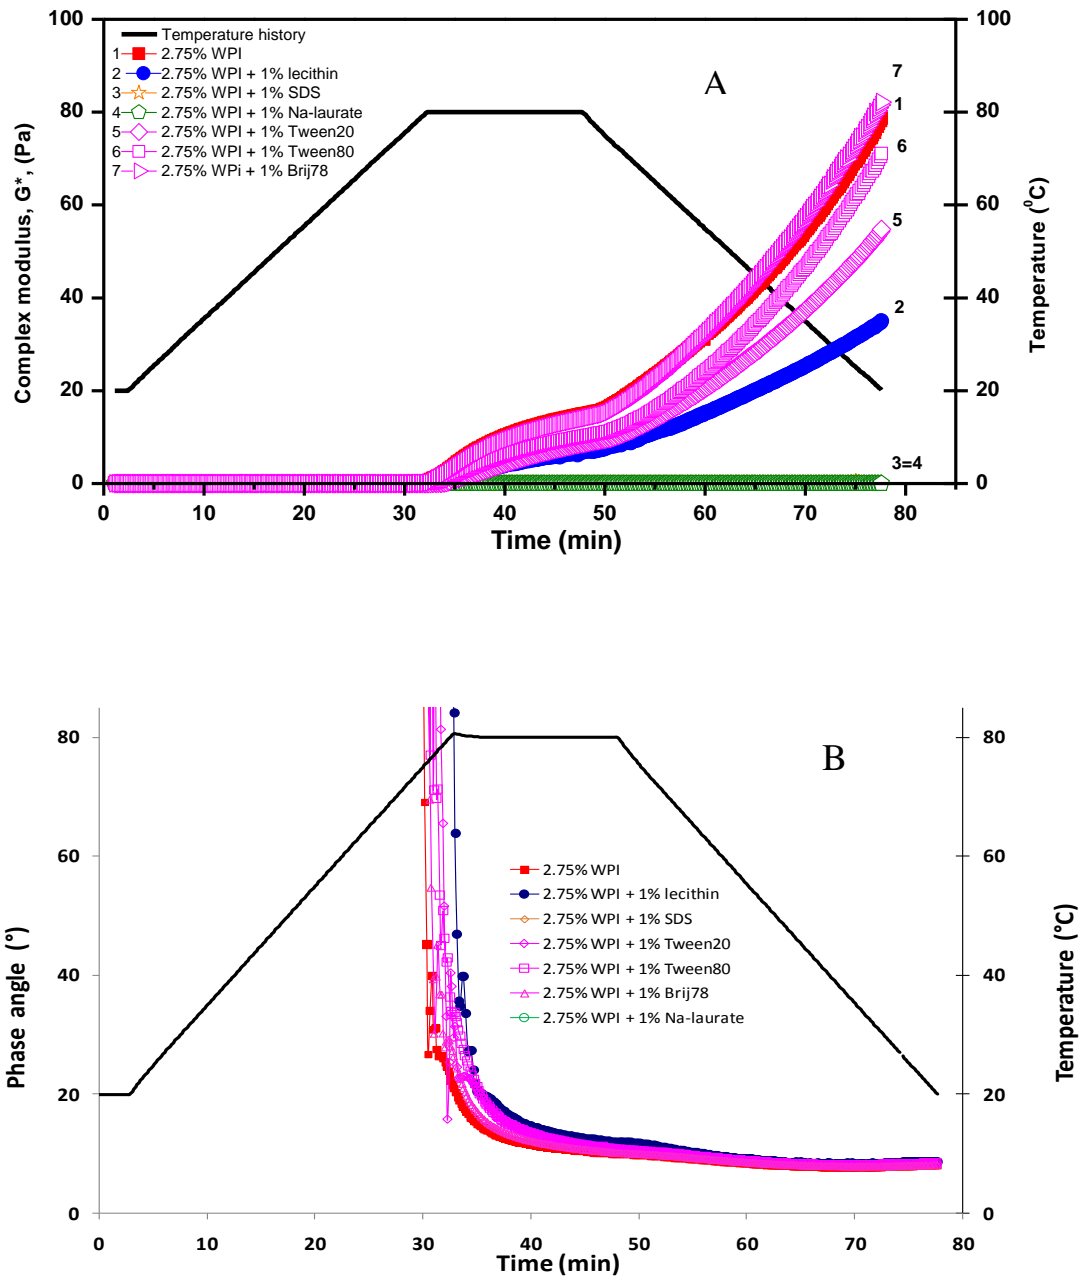 100
80
60
40
20
0
Complex modulus, G*, (Pa)
Temperature history
1 2.75% WPI
2 2.75% WPI + 1% lecithin
3 2.75% WPI + 1% SDS
4 2.75% WPI + 1% Na-laurate
5 2.75% WPI + 1% Tween20
6 2.75% WPI + 1% Tween80
7 2.75% WPi + 1% Brij78
A
7
1
6
5
2
3=4
100
80
60
40
20
0
Temperature (⁰C)
0 10 20 30 40 50 60 70 80
Time (min)
80
60
40
20
0
Phase angle (°)
B
2.75% WPI
2.75% WPI + 1% lecithin
2.75% WPI + 1% SDS
2.75% WPI + 1% Tween20
2.75% WPI + 1% Tween80
2.75% WPI + 1% Brij78
2.75% WPI + 1% Na-laurate
80
60
40
20
0
Temperature (°C)
0 10 20 30 40 50 60 70 80
Time (min)